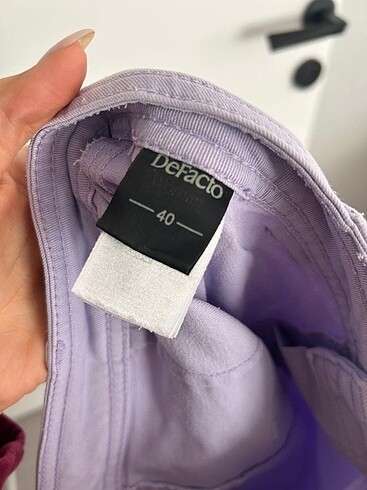 DeFacto
— 40 —